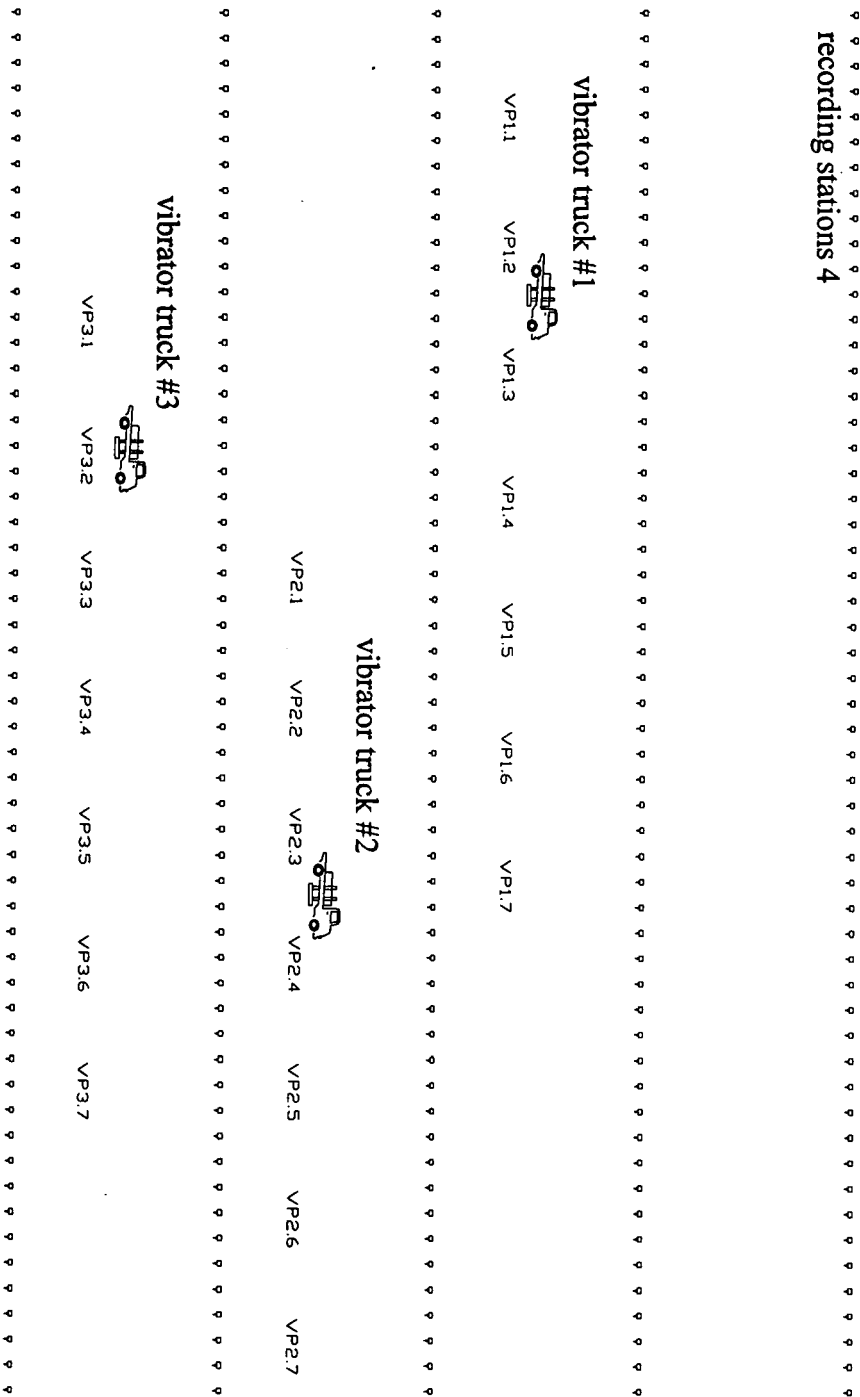 recording stations 4
vibrator truck #1
VP1.1 VP1.2 VP1.3 VP1.4 VP1.5 VP1.6 VP1.7
vibrator truck #2
VP2.1 VP2.2 VP2.3 VP2.4 VP2.5 VP2.6 VP2.7
vibrator truck #3
VP3.1 VP3.2 VP3.3 VP3.4 VP3.5 VP3.6 VP3.7